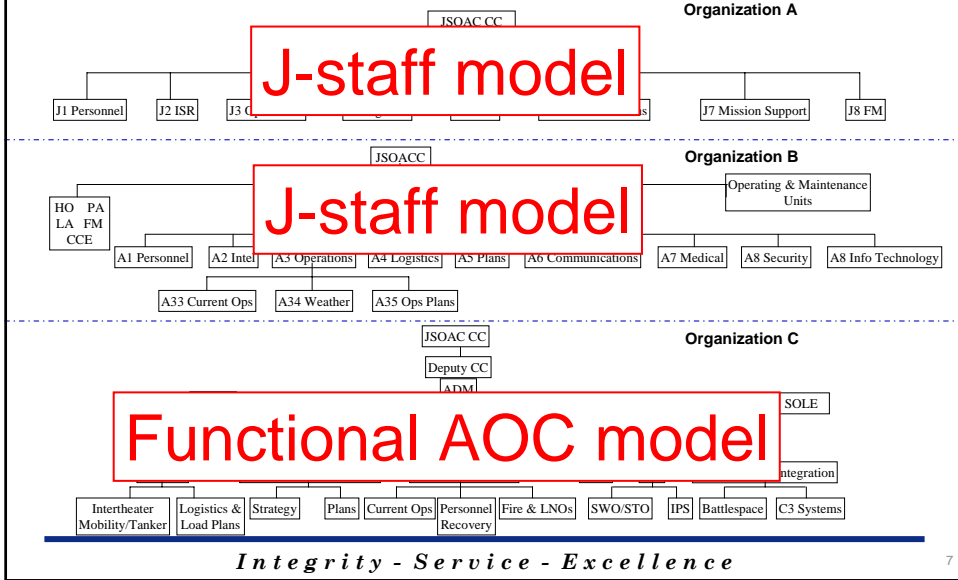 Organization A
JSOAC CC
J-staff model
J1 Personnel J2 ISR J7 Mission Support J8 FM
Organization B
JSOACC
J-staff model
HO PA
LA FM
CCE
Operating & Maintenance
Units
A1 Personnel A2 Intel A3 Operations A4 Logistics A5 Plans A6 Communications A7 Medical A8 Security A8 Info Technology
A33 Current Ops A34 Weather A35 Ops Plans
Organization C
JSOAC CC
Deputy CC
ADM
SOLE
Functional AOC model
Intertheater
Mobility/Tanker
Logistics &
Load Plans
Strategy
Plans
Current Ops
Personnel
Recovery
Fire & LNOs
SWO/STO
IPS
Battlespace
C3 Systems
Integrity - Service - Excellence
7